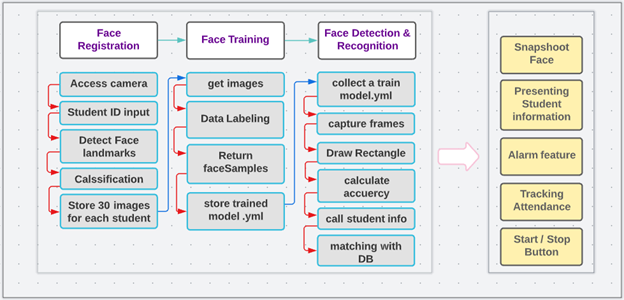 Face
Registration
Face Training
Face Detection &
Recognition
Access camera
Student ID input
Detect Face
landmarks
Calssification
Store 30 images
for each student
get images
Data Labeling
Return
faceSamples
store trained
model .yml
collect a train
model.yml
capture frames
Draw Rectangle
calculate
accuercy
call student info
matching with
DB
Snapshoot
Face
Presenting
Student
information
Alarm feature
Tracking
Attendance
Start / Stop
Button